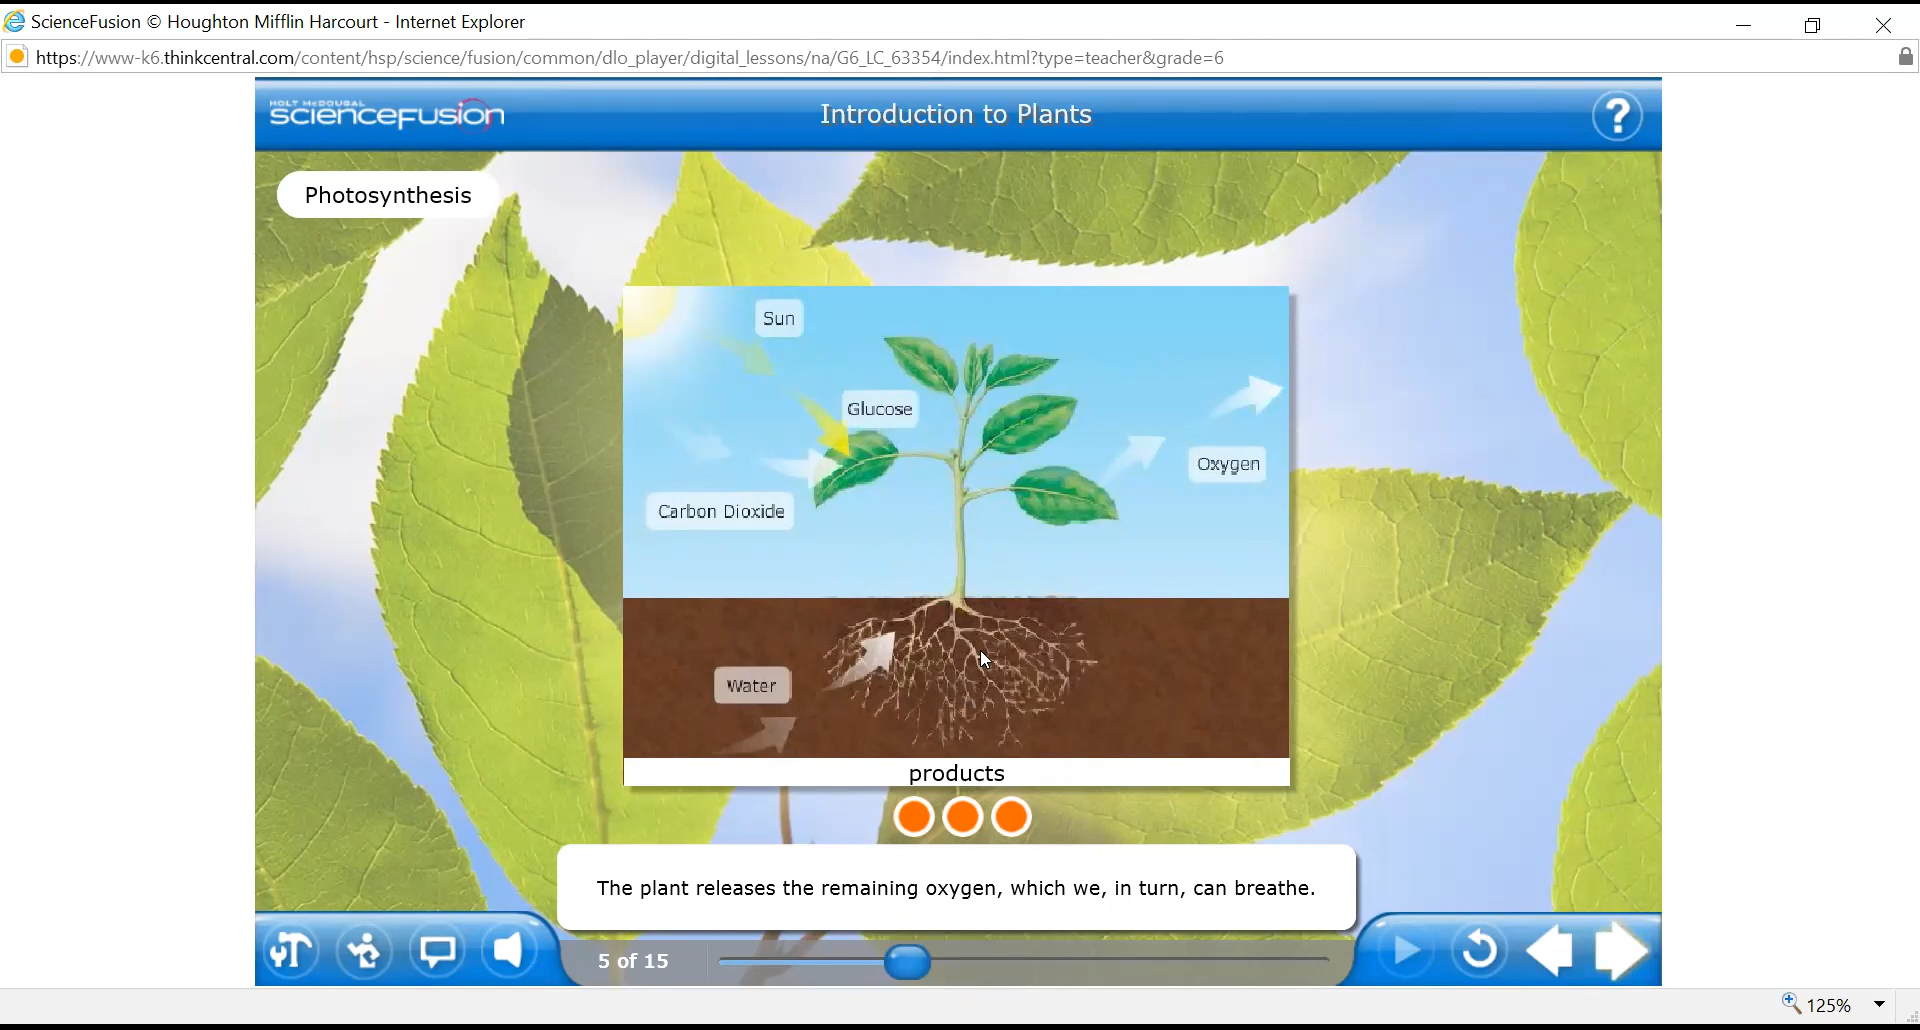 ScienceFusion © Houghton Mifflin Harcourt - Internet Explorer
https://www-k6.thinkcentral.com/content/hsp/science/fusion/common/dlo_player/digital_lessons/na/G6_LC_63354/index.html?type=teacher&grade=6
HOLT McDOUGAL
scienceFusion
Introduction to Plants
?
Photosynthesis
Sun
Glucose
Oxygen
Carbon Dioxide
Water
products
The plant releases the remaining oxygen, which we, in turn, can breathe.
5 of 15
125%